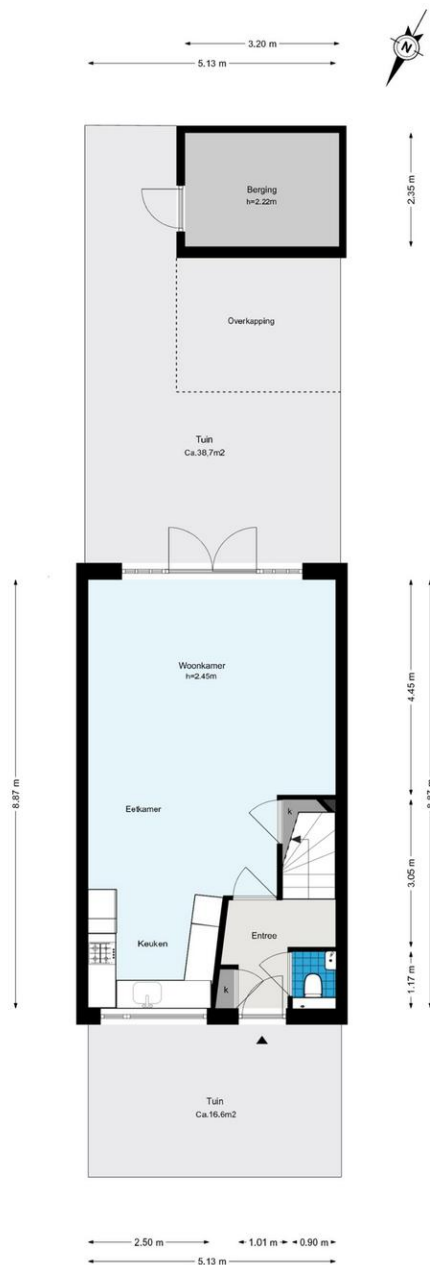 3.20 m
5.13 m
N
Berging
h=2.22m
2.35 m
Overkapping
Tuin
Ca.38,7m2
Woonkamer
h=2.45m
4.45 m
8.87 m
8.87 m
Eetkamer
k
3.05 m
Keuken
Entree
k
1.17 m
Tuin
Ca.16.6m2
2.50 m
1.01 m
0.90 m
5.13 m